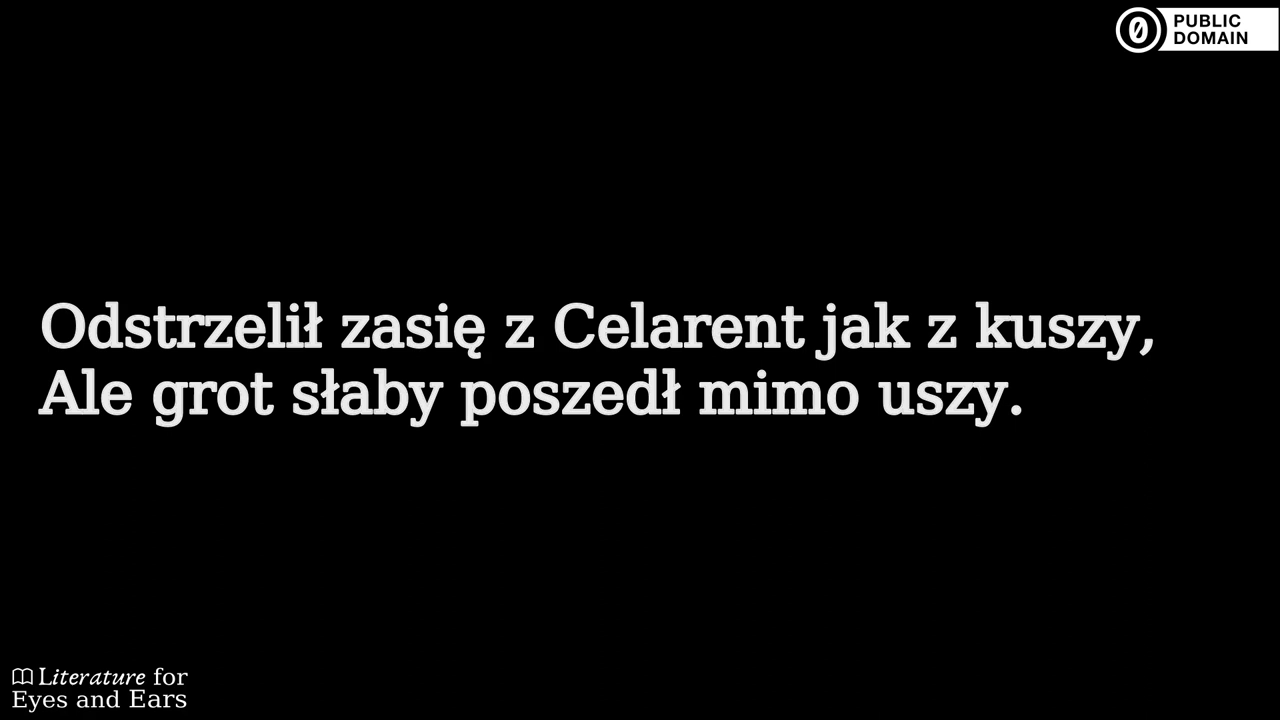 PUBLIC
DOMAIN
Odstrzelił zasię z Celarent jak z kuszy,
Ale grot słaby poszedł mimo uszy.
Literature for
Eyes and Ears